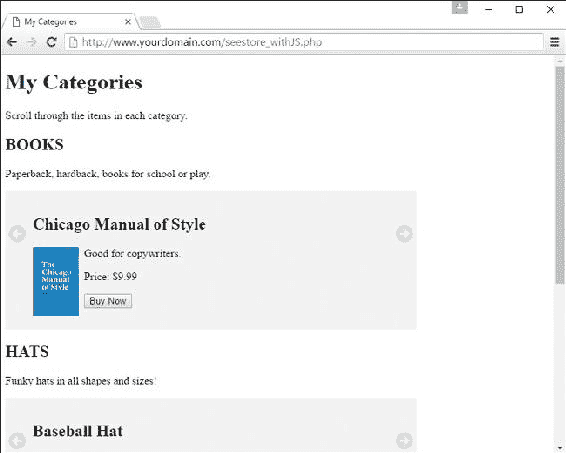 My Categories
http://www.yourdomain.com/seestore_withJS.php
My Categories
Scroll through the items in each category.
BOOKS
Paperback, hardback, books for school or play.
Chicago Manual of Style
The
Chicago
Manual
of Style
Good for copywriters.
Price: $9.99
Buy Now
HATS
Funky hats in all shapes and sizes!
Baseball Hat